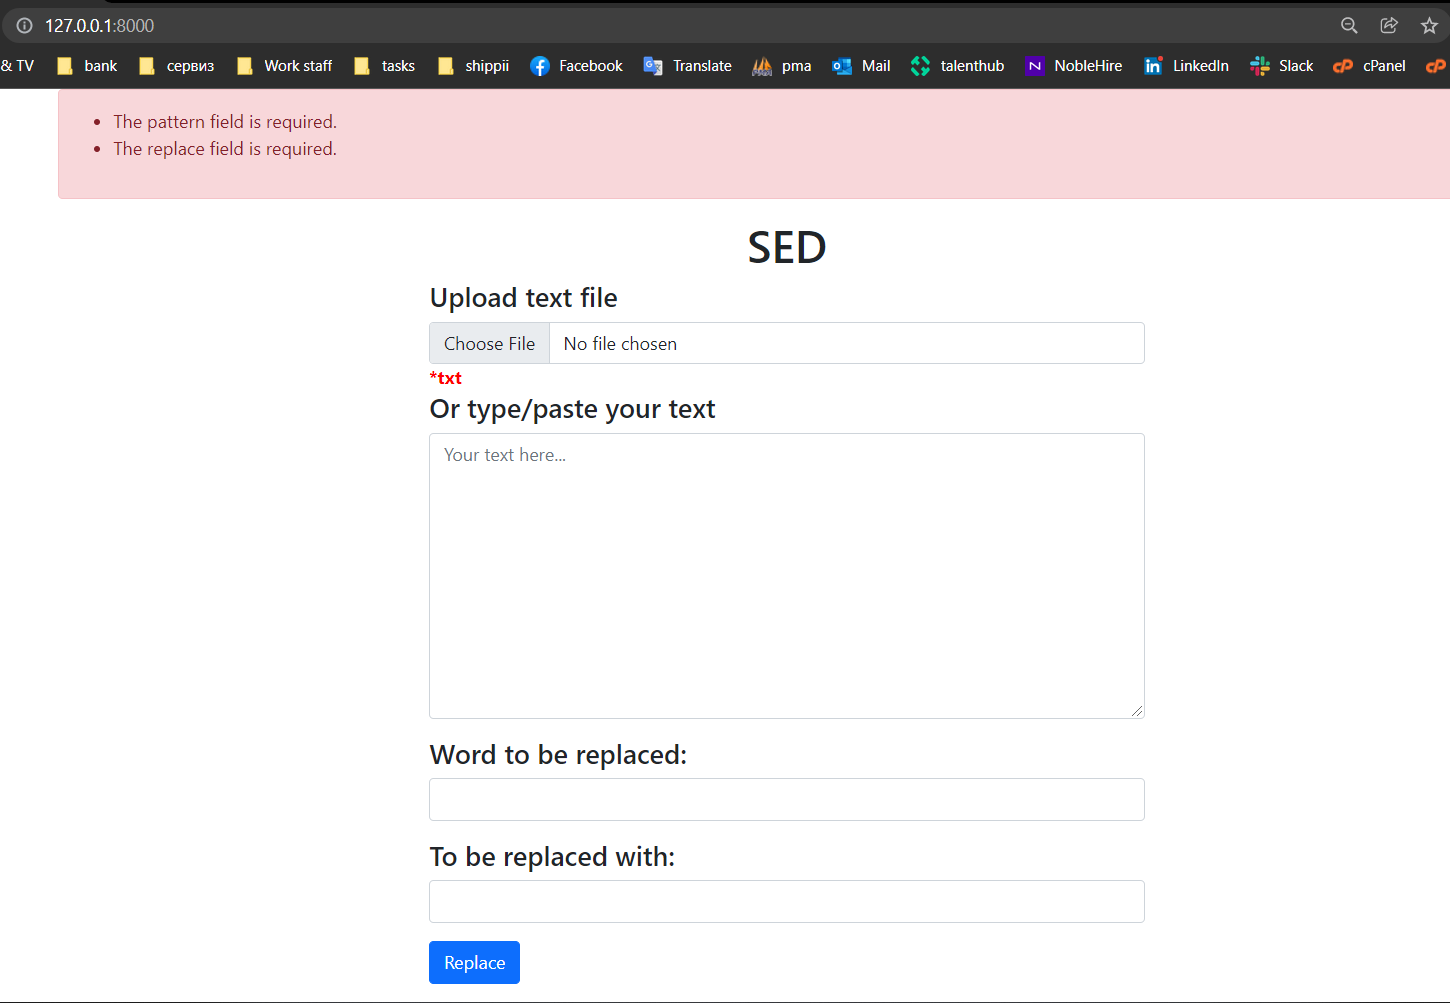 127.0.0.1:8000
& TV bank сервиз Work staff tasks shippii Facebook Translate pma Mail talenthub NobleHire LinkedIn Slack cPanel
The pattern field is required.
The replace field is required.
SED
Upload text file
Choose File No file chosen
*txt
Or type/paste your text
Your text here...
Word to be replaced:
To be replaced with:
Replace